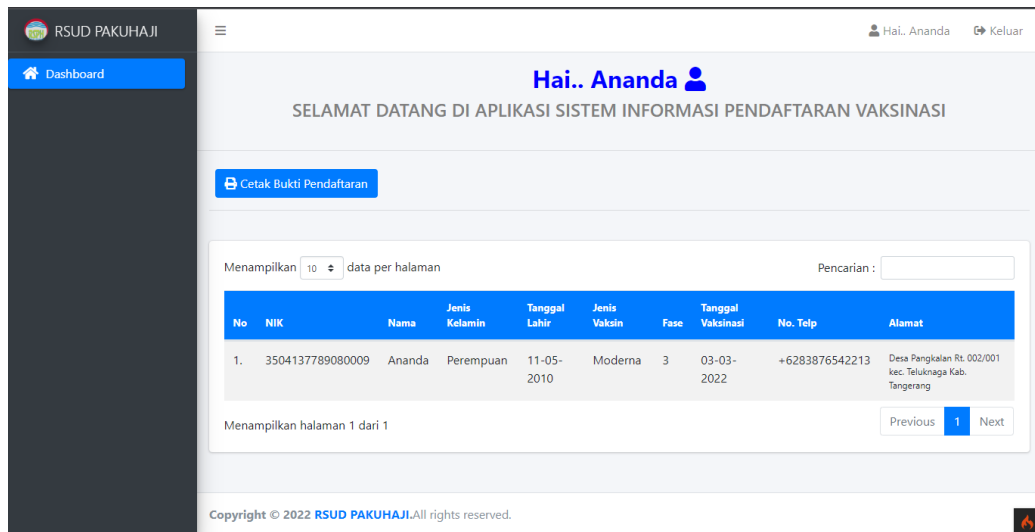 RSUD PAKUHAJI
Hai.. Ananda Keluar
Dashboard
Hai.. Ananda
SELAMAT DATANG DI APLIKASI SISTEM INFORMASI PENDAFTARAN VAKSINASI
Cetak Bukti Pendaftaran
Menampilkan 10 data per halaman Pencarian :
No NIK Nama Jenis Kelamin Tanggal Lahir Jenis Vaksin Fase Tanggal Vaksinasi No. Telp Alamat
1. 3504137789080009 Ananda Perempuan 11-05-2010 Moderna 3 03-03-2022 +6283876542213 Desa Pangkalan Rt. 002/001 kec. Teluknaga Kab. Tangerang
Menampilkan halaman 1 dari 1 Previous 1 Next
Copyright © 2022 RSUD PAKUHAJI.All rights reserved.